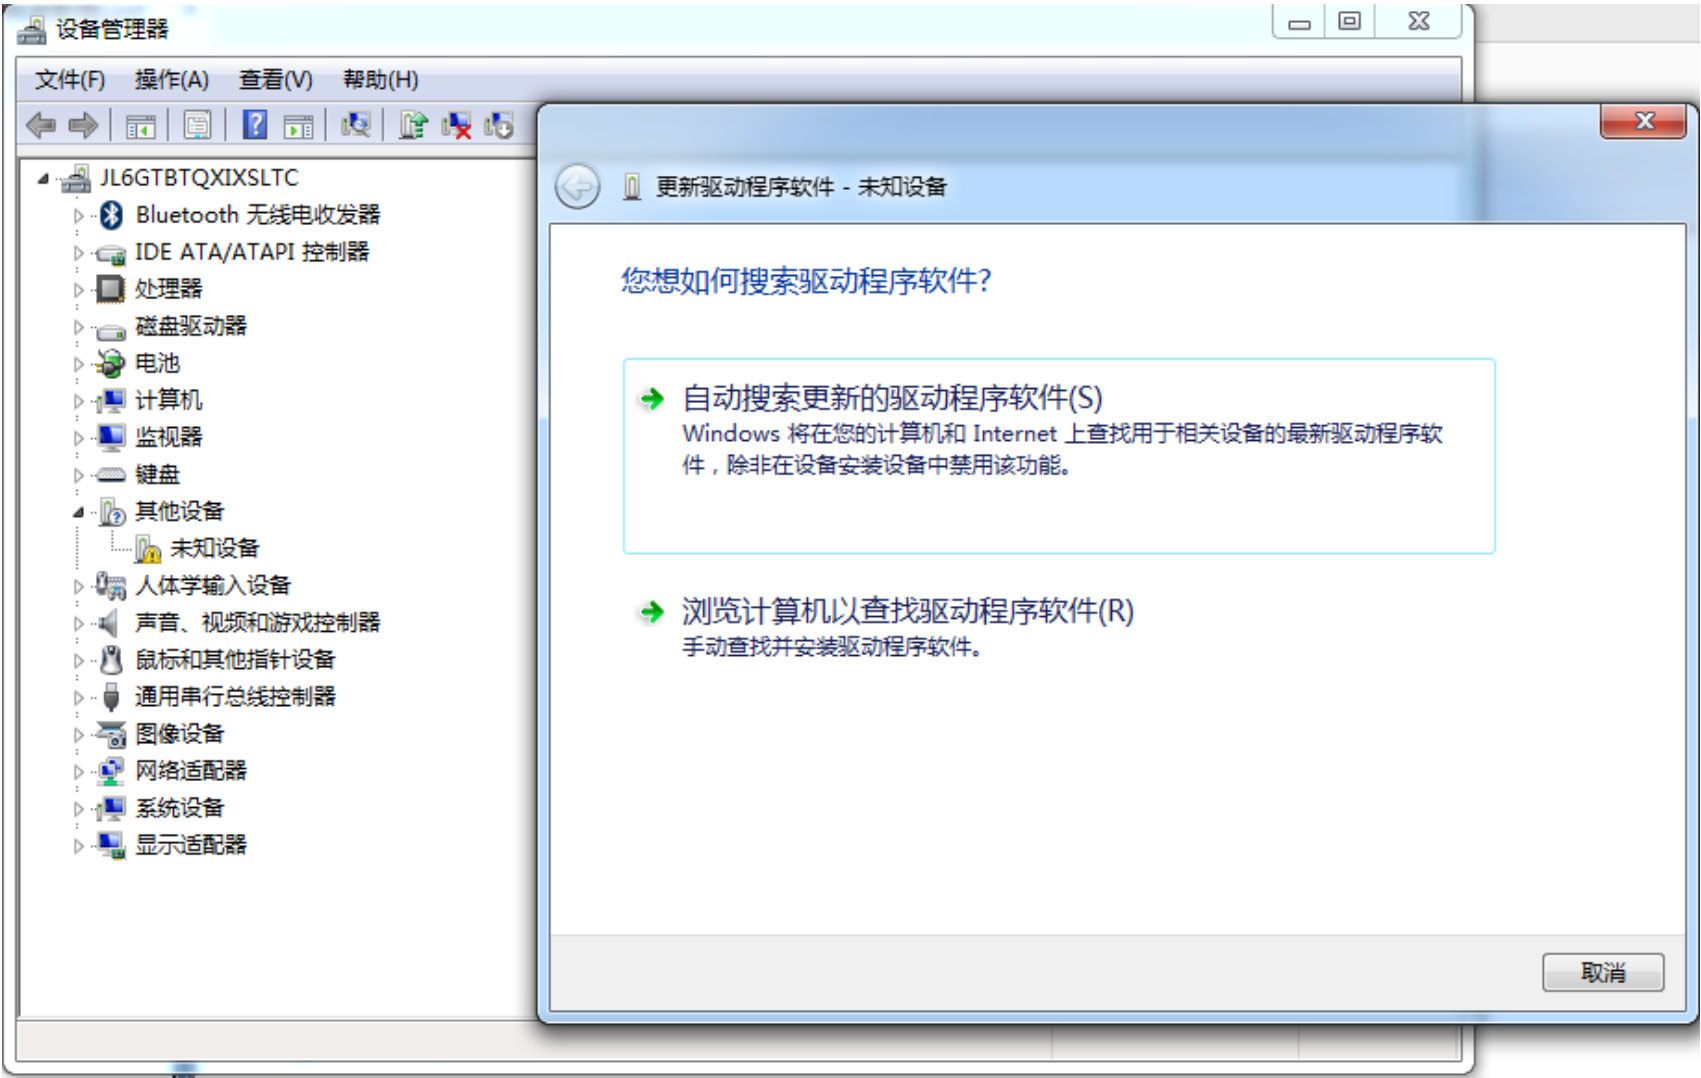 设备管理器
文件(F) 操作(A) 查看(V) 帮助(H)
JL6GTBTQXIXSLTC
Bluetooth 无线电收发器
IDE ATA/ATAPI 控制器
处理器
磁盘驱动器
电池
计算机
监视器
键盘
其他设备
未知设备
人体学输入设备
声音、视频和游戏控制器
鼠标和其他指针设备
通用串行总线控制器
图像设备
网络适配器
系统设备
显示适配器
更新驱动程序软件 - 未知设备
您想如何搜索驱动程序软件?
自动搜索更新的驱动程序软件(S)
Windows 将在您的计算机和 Internet 上查找用于相关设备的最新驱动程序软
件，除非在设备安装设备中禁用该功能。
浏览计算机以查找驱动程序软件(R)
手动查找并安装驱动程序软件。
取消